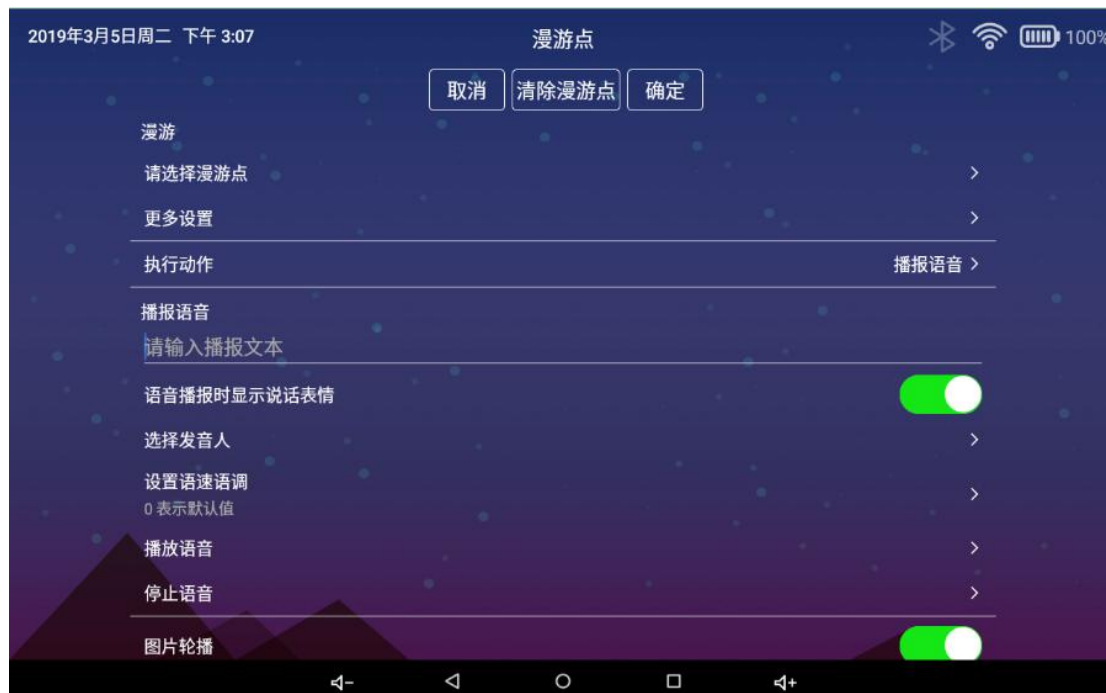 2019年3月5日周二 下午 3:07 漫游点 100%
取消 清除漫游点 确定
漫游
请选择漫游点
更多设置
执行动作 播报语音
播报语音
请输入播报文本
语音播报时显示说话表情
选择发音人
设置语速语调
0 表示默认值
播放语音
停止语音
图片轮播